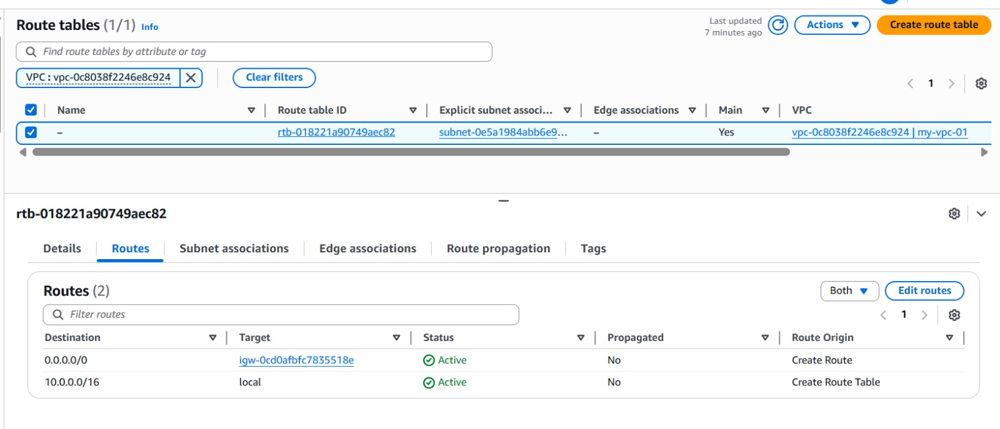 Route tables (1/1) Info
Last updated
7 minutes ago
Actions
Create route table
Find route tables by attribute or tag
VPC : vpc-0c8038f2246e8c924
Clear filters
1
Name Route table ID Explicit subnet associ... Edge associations Main VPC
– rtb-018221a90749aec82 subnet-0e5a1984abb6e9... – Yes vpc-0c8038f2246e8c924 | my-vpc-01
rtb-018221a90749aec82
Details Routes Subnet associations Edge associations Route propagation Tags
Routes (2)
Both
Edit routes
Filter routes
1
Destination Target Status Propagated Route Origin
0.0.0.0/0 igw-0cd0afbfc7835518e Active No Create Route
10.0.0.0/16 local Active No Create Route Table